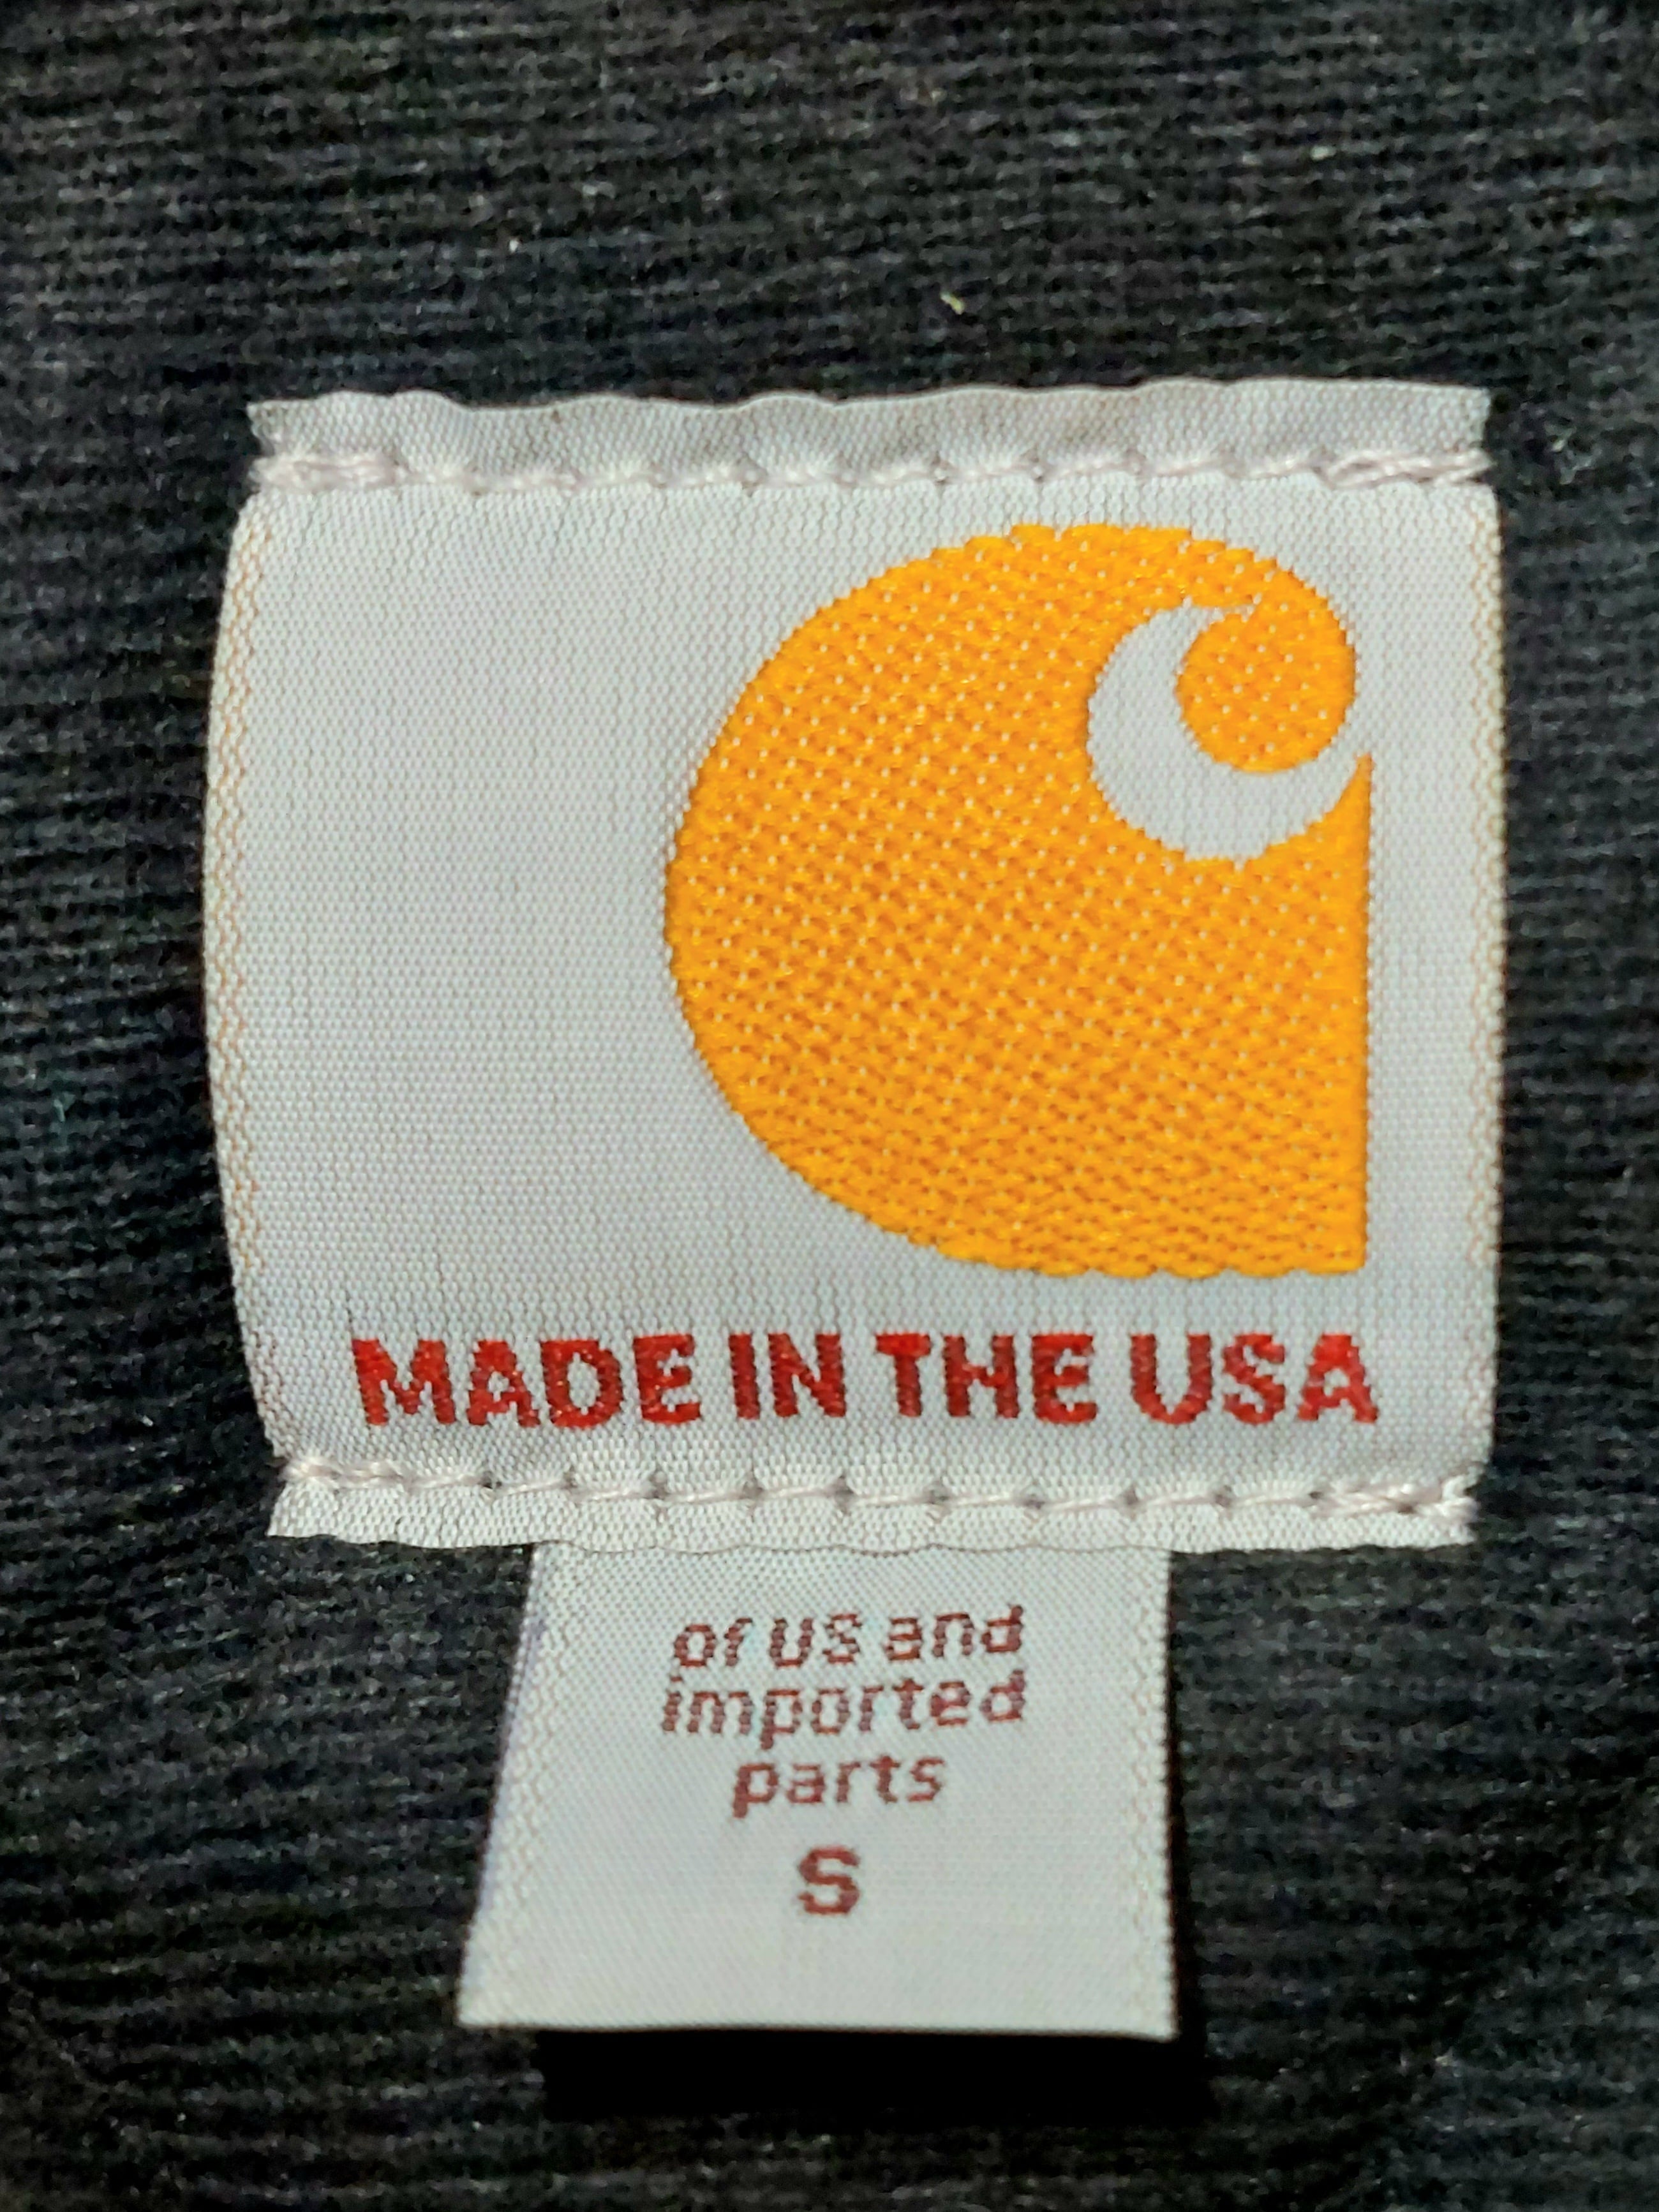 MADE IN THE USA
of US and
imported
parts
S